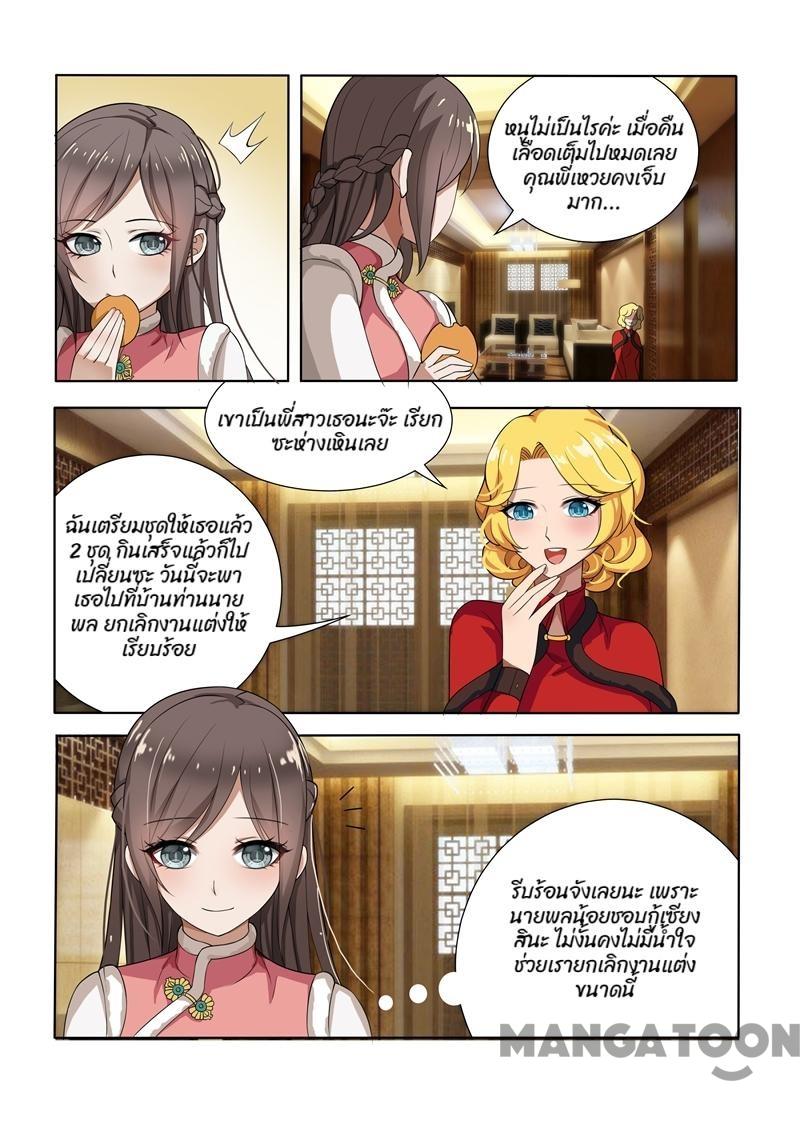 หนูไม่เป็นไรค่ะ เมื่อคืน
เลือดเต็มไปหมดเลย
คุณพี่เหวยคงเจ็บ
มาก...
เขาเป็นพี่สาวเธอนะจ๊ะ เรียก
ซะห่างเหินเลย
ฉันเตรียมชุดให้เธอแล้ว
2 ชุด กินเสร็จแล้วก็ไป
เปลี่ยนซะ วันนี้จะพา
เธอไปที่บ้านท่านนาย
พล ยกเลิกงานแต่งให้
เรียบร้อย
รีบร้อนจังเลยนะ เพราะ
นายพลน้อยชอบกู้เซียง
สินะ ไม่งั้นคงไม่มีน้ำใจ
ช่วยเรายกเลิกงานแต่ง
ขนาดนี้
MANGATOON